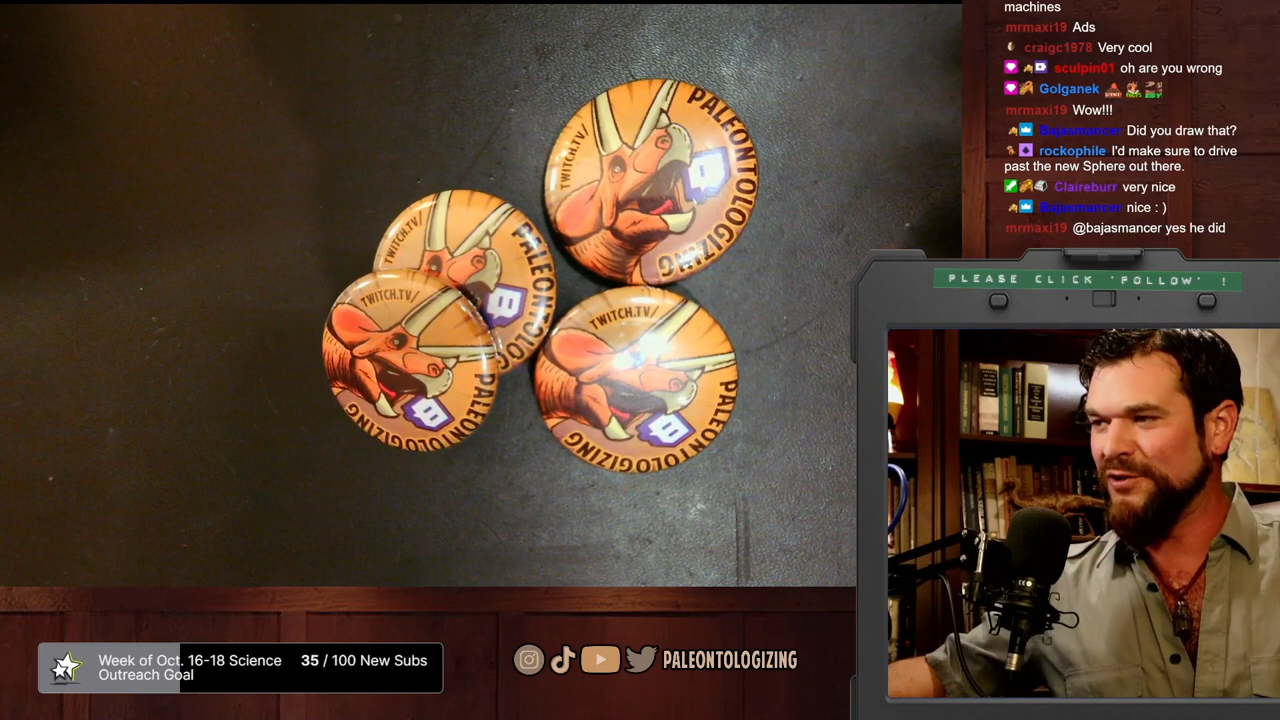 machines
mrmaxi19 Ads
craigc1978 Very cool
sculpin01 oh are you wrong
Golganek
mrmaxi19 Wow!!!
Bajasmancer Did you draw that?
rockophile I'd make sure to drive
past the new Sphere out there.
Claireburr very nice
Bajasmancer nice : )
mrmaxi19 @bajasmancer yes he did
PLEASE CLICK "FOLLOW" !
TWITCH.TV/
PALEONTOLOGIZING
TWITCH.TV/
PALEONTOLOG
TWITCH.TV/
PALEONTOLOGIZING
TWITCH.TV/
PALEONTOLOGIZING
Week of Oct. 16-18 Science
Outreach Goal
35 / 100 New Subs
PALEONTOLOGIZING